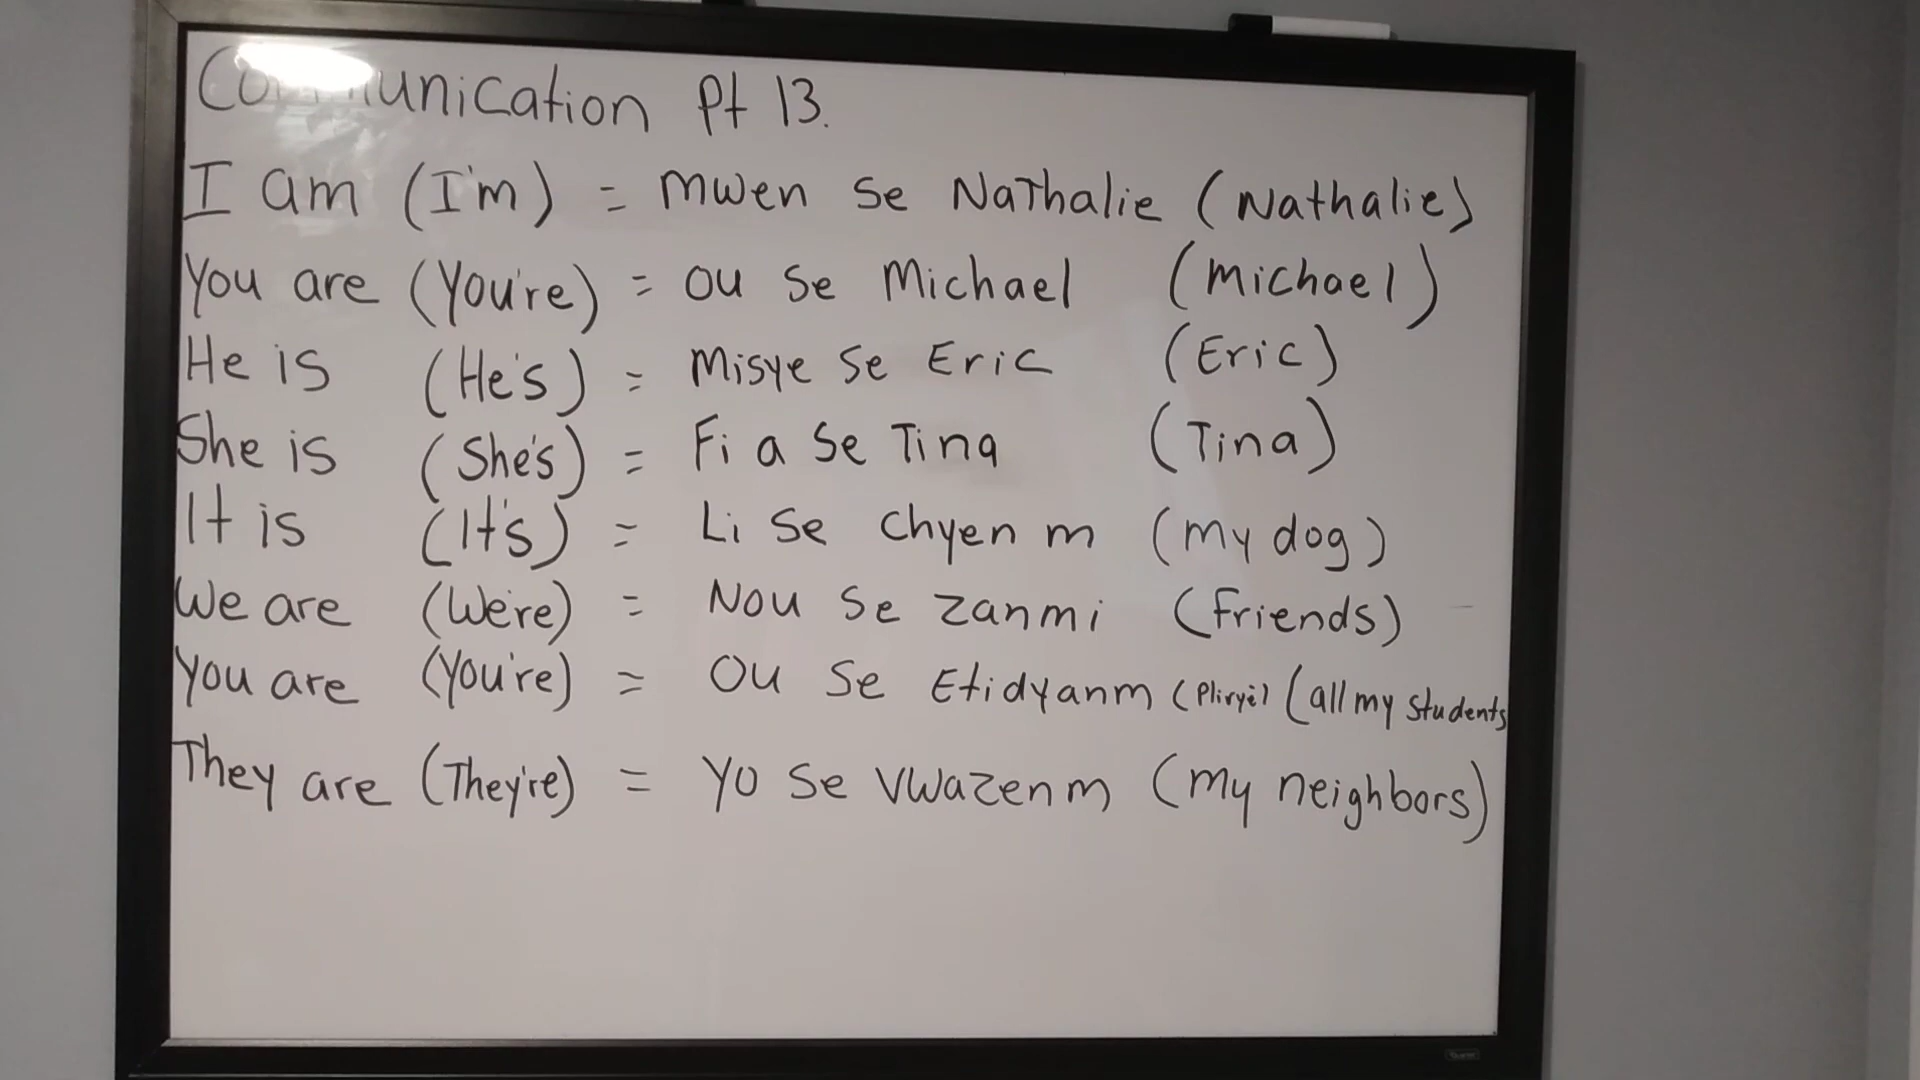 Communication Pt 13.
I am (I'm) = Mwen se Nathalie (Nathalie)
You are (You're) = Ou se Michael (Michael)
He is (He's) = Misye se Eric (Eric)
She is (She's) = Fi a se Tina (Tina)
It is (It's) = Li se chyen m (my dog)
We are (We're) = Nou se zanmi (friends)
You are (You're) = Ou se Etidyanm (Pliryèl) (all my students
They are (They're) = Yo se vwazenm (my neighbors)